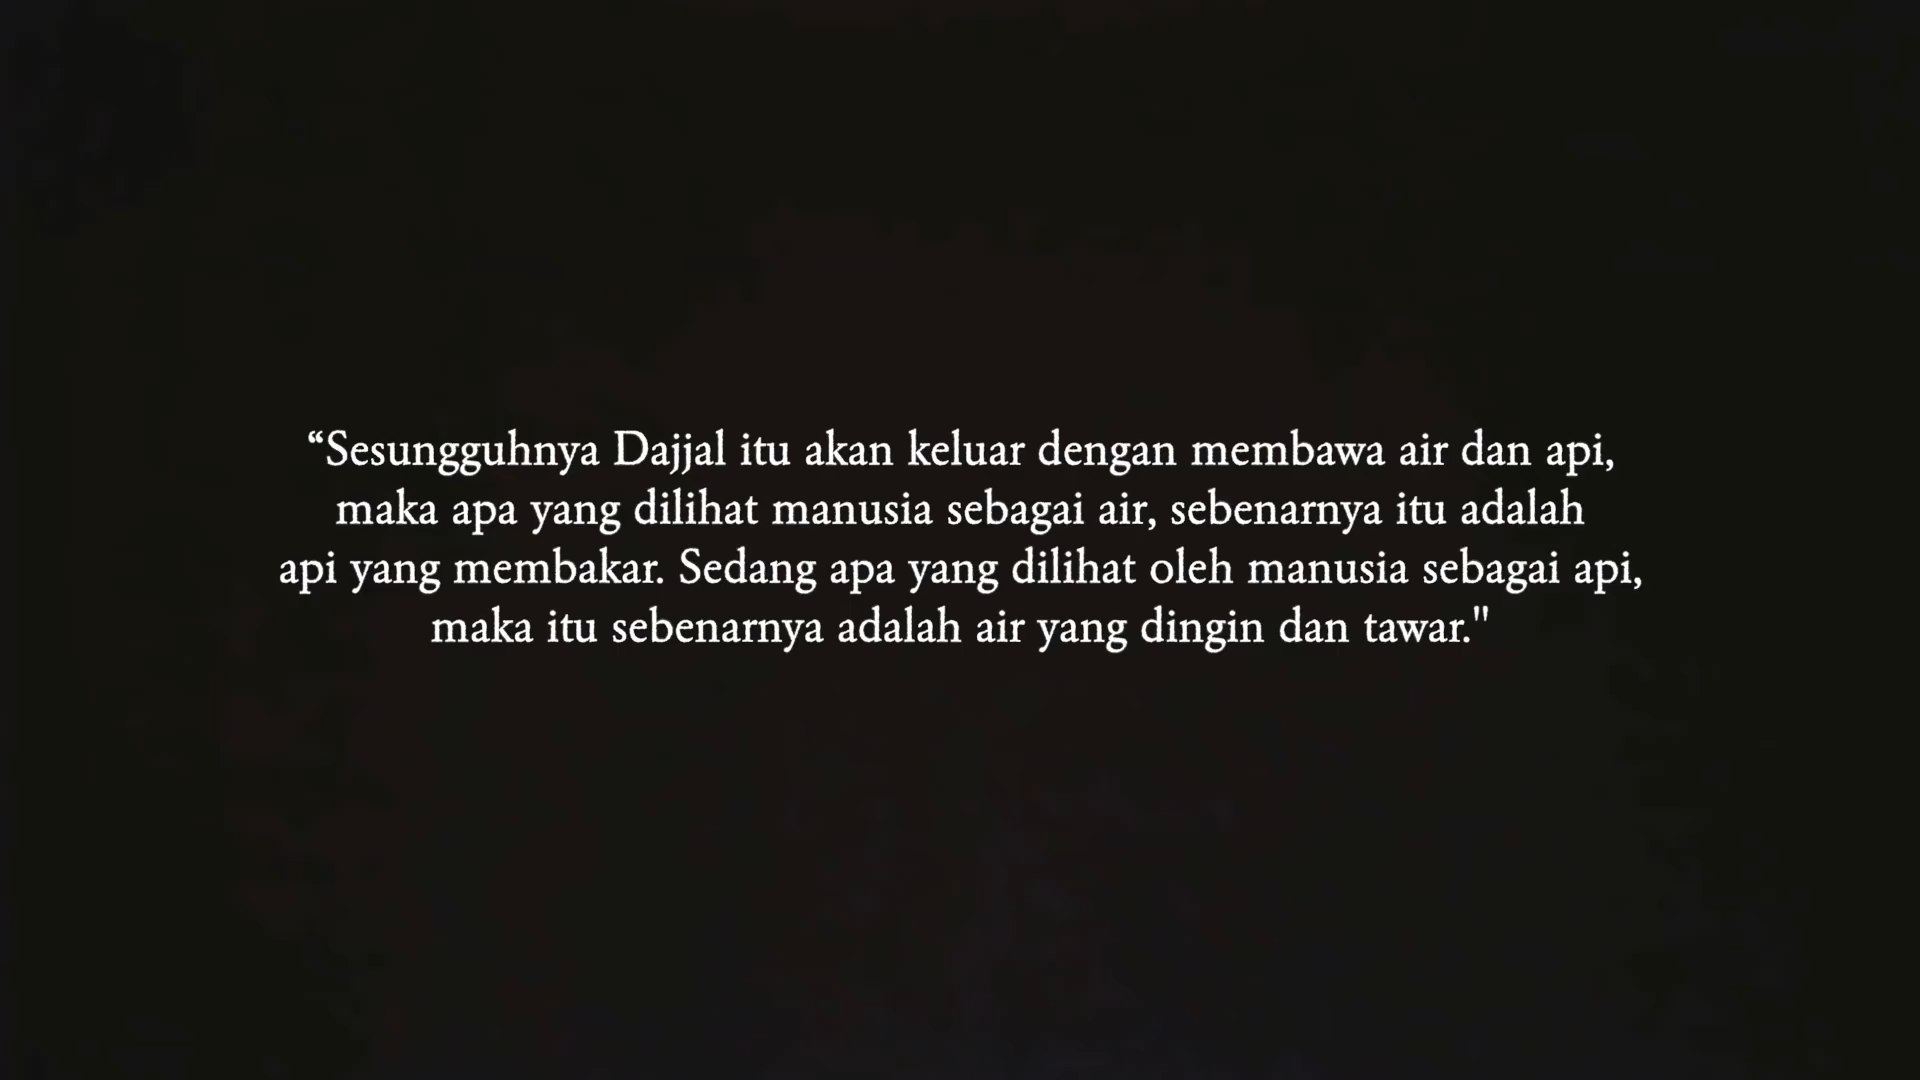 “Sesungguhnya Dajjal itu akan keluar dengan membawa air dan api,
maka apa yang dilihat manusia sebagai air, sebenarnya itu adalah
api yang membakar. Sedang apa yang dilihat oleh manusia sebagai api,
maka itu sebenarnya adalah air yang dingin dan tawar."